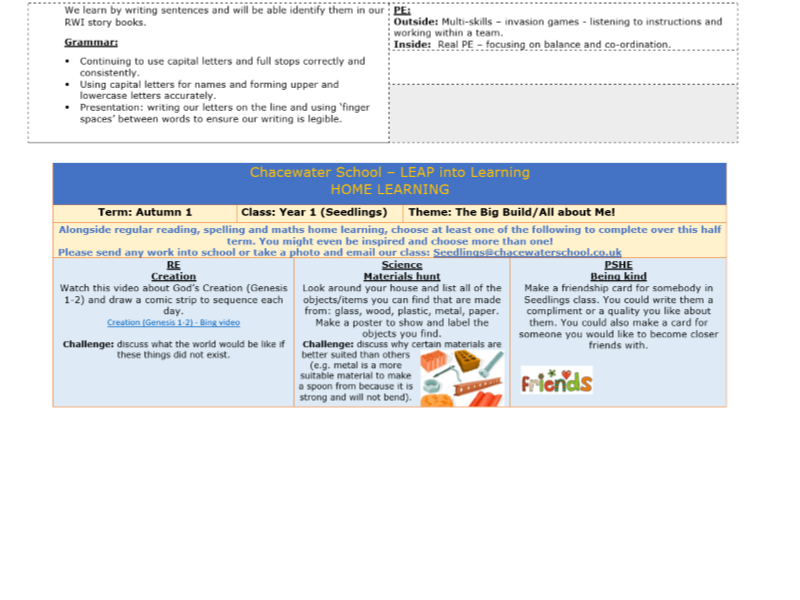 We learn by writing sentences and will be able identify them in our
RWI story books.
Grammar:
• Continuing to use capital letters and full stops correctly and
consistently.
• Using capital letters for names and forming upper and
lowercase letters accurately.
• Presentation: writing our letters on the line and using ‘finger
spaces’ between words to ensure our writing is legible.
PE:
Outside: Multi-skills – invasion games - listening to instructions and
working within a team.
Inside: Real PE – focusing on balance and co-ordination.
Chacewater School – LEAP into Learning
HOME LEARNING
Term: Autumn 1
Class: Year 1 (Seedlings)
Theme: The Big Build/All about Me!
Alongside regular reading, spelling and maths home learning, choose at least one of the following to complete over this half
term. You might even be inspired and choose more than one!
Please send any work into school or take a photo and email our class: Seedlings@chacewaterschool.co.uk
RE
Creation
Watch this video about God’s Creation (Genesis
1-2) and draw a comic strip to sequence each
day.
Creation (Genesis 1-2) - Bing video
Challenge: discuss what the world would be like if
these things did not exist.
Science
Materials hunt
Look around your house and list all of the
objects/items you can find that are made
from: glass, wood, plastic, metal, paper.
Make a poster to show and label the
objects you find.
Challenge: discuss why certain materials are
better suited than others
(e.g. metal is a more
suitable material to make
a spoon from because it is
strong and will not bend).
PSHE
Being kind
Make a friendship card for somebody in
Seedlings class. You could write them a
compliment or a quality you like about
them. You could also make a card for
someone you would like to become closer
friends with.
Friends